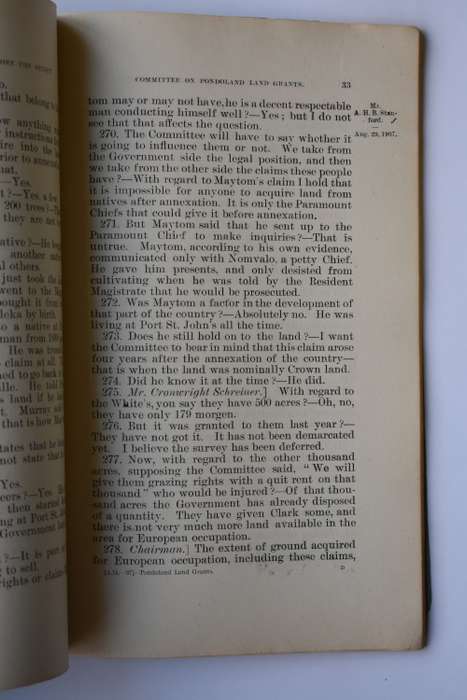 COMMITTEE ON PONDOLAND LAND GRANTS. 33
Mr.
A. H. B. Stan-
ford.
Aug. 29, 1907.
tom may or may not have, he is a decent respectable
man conducting himself well?—Yes; but I do not
see that that affects the question.
270. The Committee will have to say whether it
is going to influence them or not. We take from
the Government side the legal position, and then
we take from the other side the claims these people
have?—With regard to Maytom's claim I hold that
it is impossible for anyone to acquire land from
natives after annexation. It is only the Paramount
Chiefs that could give it before annexation.
271. But Maytom said that he sent up to the
Paramount Chief to make inquiries?—That is
untrue. Maytom, according to his own evidence,
communicated only with Nomvalo, a petty Chief.
He gave him presents, and only desisted from
cultivating when he was told by the Resident
Magistrate that he would be prosecuted.
272. Was Maytom a factor in the development of
that part of the country?—Absolutely no. He was
living at Port St. John's all the time.
273. Does he still hold on to the land?—I want
the Committee to bear in mind that this claim arose
four years after the annexation of the country—
that is when the land was nominally Crown land.
274. Did he know it at the time?—He did.
275. Mr. Cronwright Schreiner.] With regard to
the White's, you say they have 500 acres?—Oh, no,
they have only 179 morgen.
276. But it was granted to them last year?—
They have not got it. It has not been demarcated
yet. I believe the survey has been deferred.
277. Now, with regard to the other thousand
acres, supposing the Committee said, "We will
give them grazing rights with a quit rent on that
thousand" who would be injured?—Of that thou-
sand acres the Government has already disposed
of a quantity. They have given Clark some, and
there is not very much more land available in the
area for European occupation.
278. Chairman.] The extent of ground acquired
for European occupation, including these claims,
Pondoland Land Grants. D